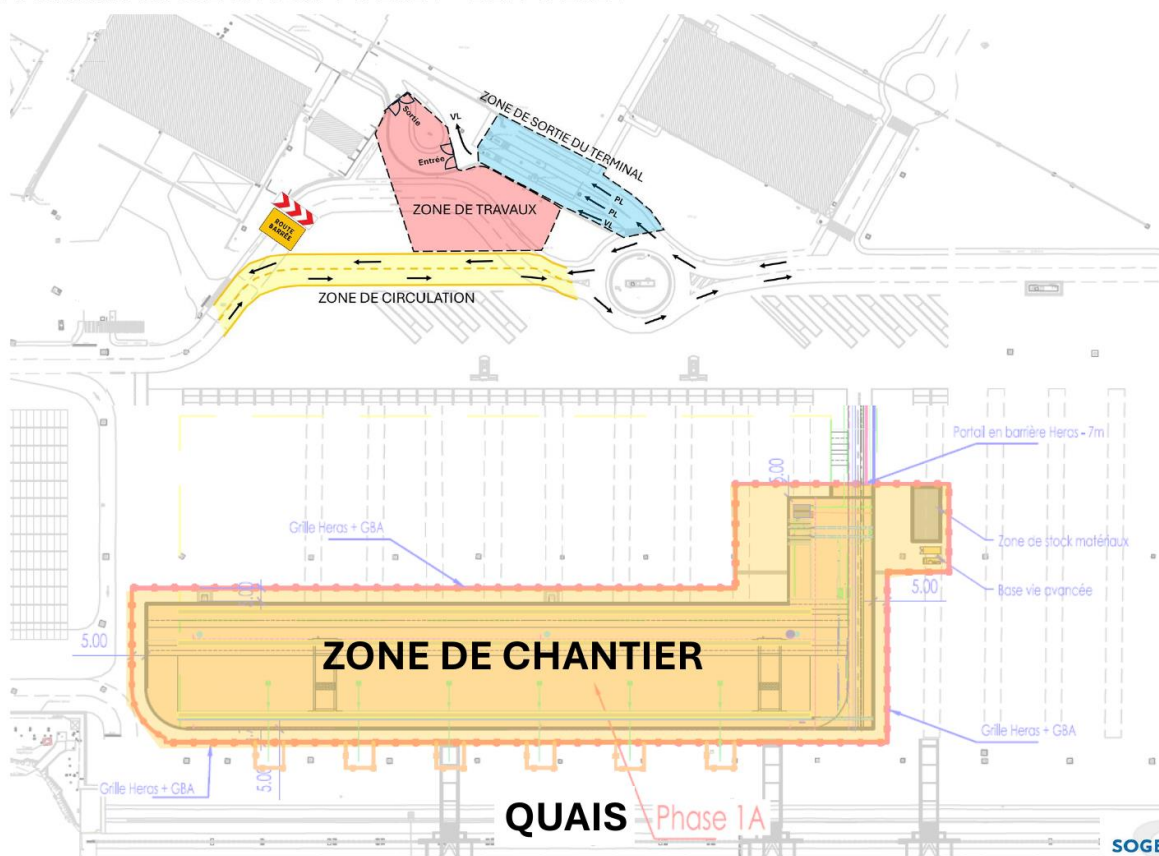 ZONE DE SORTIE DU TERMINAL
Sortie
VL
Entrée
PL
PL
VL
ZONE DE TRAVAUX
ROUTE
BARRÉE
ZONE DE CIRCULATION
Portail en barrière Heras - 7m
5.00
Grille Heras + GBA
Zone de stock matériaux
Base vie avancée
5.00
5.00
ZONE DE CHANTIER
Grille Heras + GBA
Grille Heras + GBA
5.00
QUAIS
Phase 1A